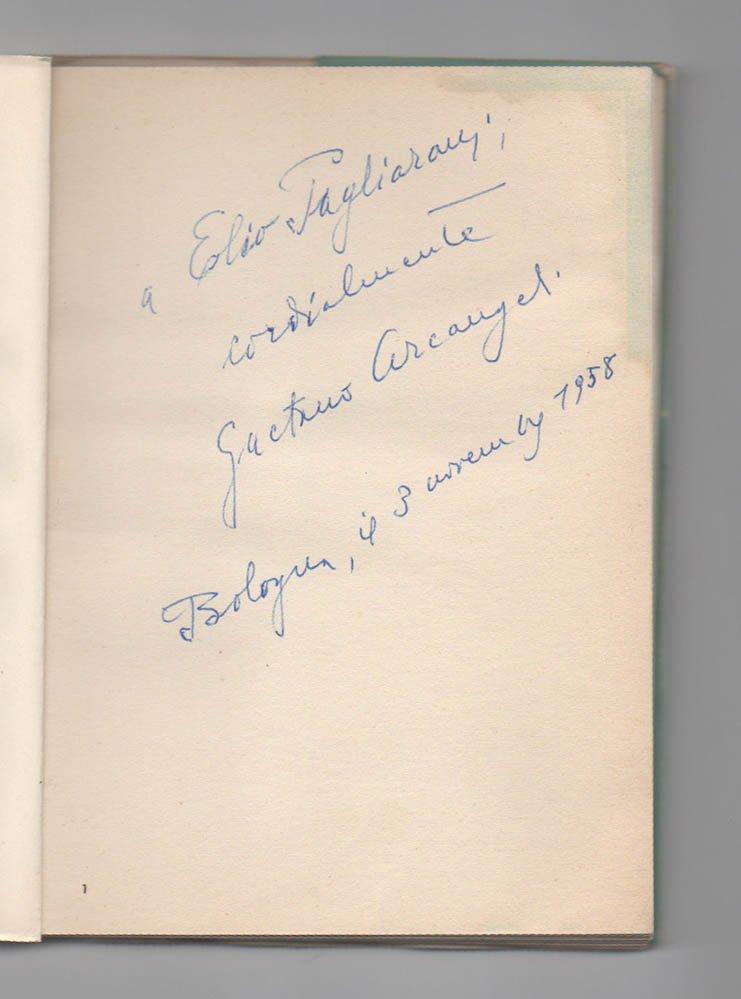 a Elio Pagliarani,
cordialmente
Gaetano Arcangeli
Bologna, il 3 novembre 1958
1